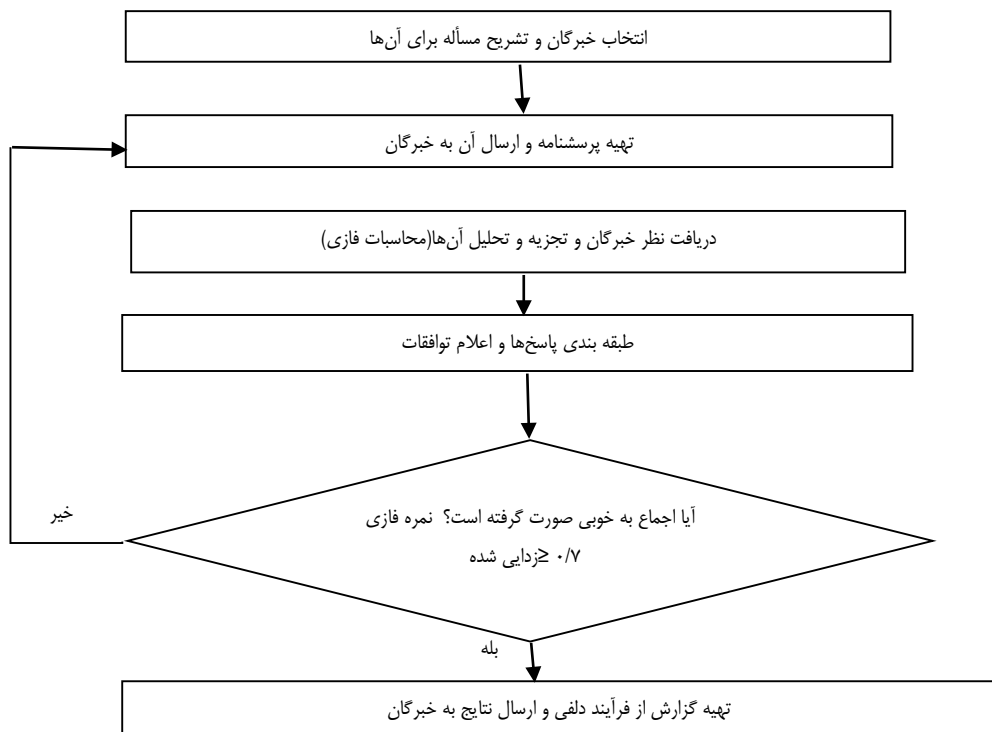 انتخاب خبرگان و تشریح مسأله برای آن‌ها
تهیه پرسشنامه و ارسال آن به خبرگان
دریافت نظر خبرگان و تجزیه و تحلیل آن‌ها(محاسبات فازی)
طبقه بندی پاسخ‌ها و اعلام توافقات
آیا اجماع به خوبی صورت گرفته است؟ نمره فازی
زدایی شده≥ ۰/۷
خیر
بله
تهیه گزارش از فرآیند دلفی و ارسال نتایج به خبرگان